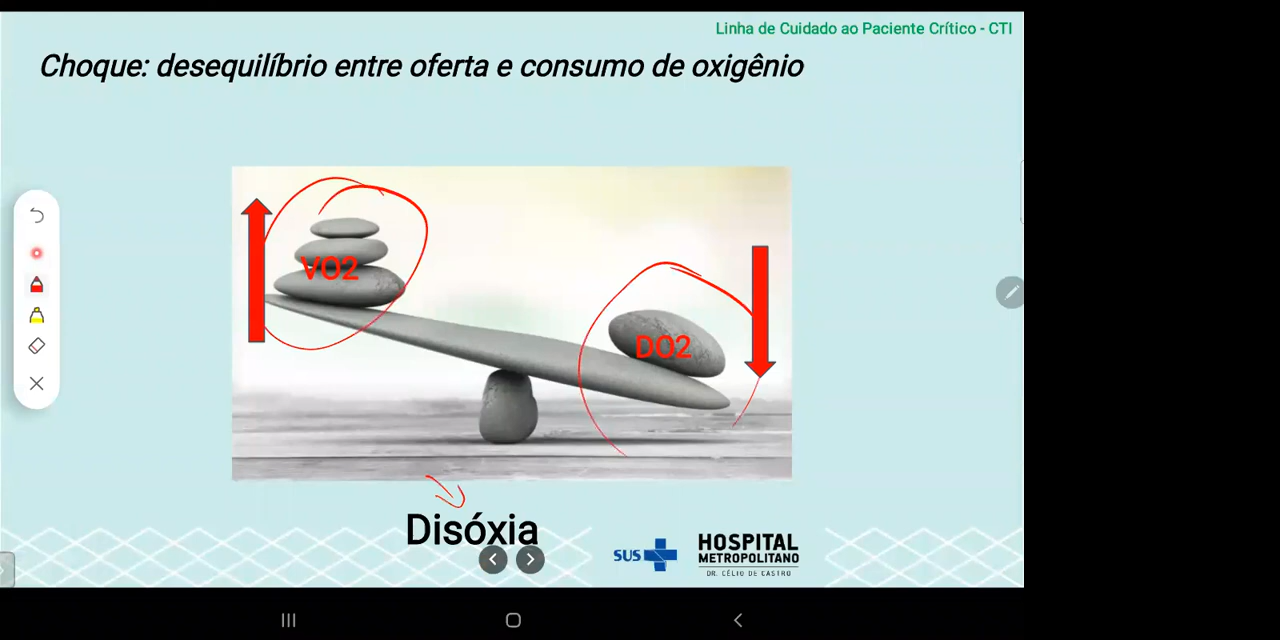 Linha de Cuidado ao Paciente Crítico - CTI
Choque: desequilíbrio entre oferta e consumo de oxigênio
VO2
DO2
Disóxia
SUS
HOSPITAL
METROPOLITANO
DR. CÉLIO DE CASTRO